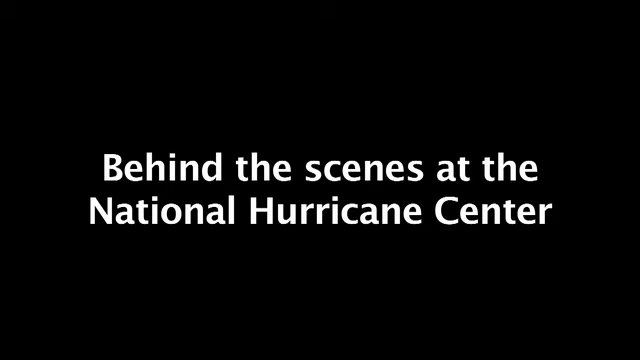 Behind the scenes at the
National Hurricane Center